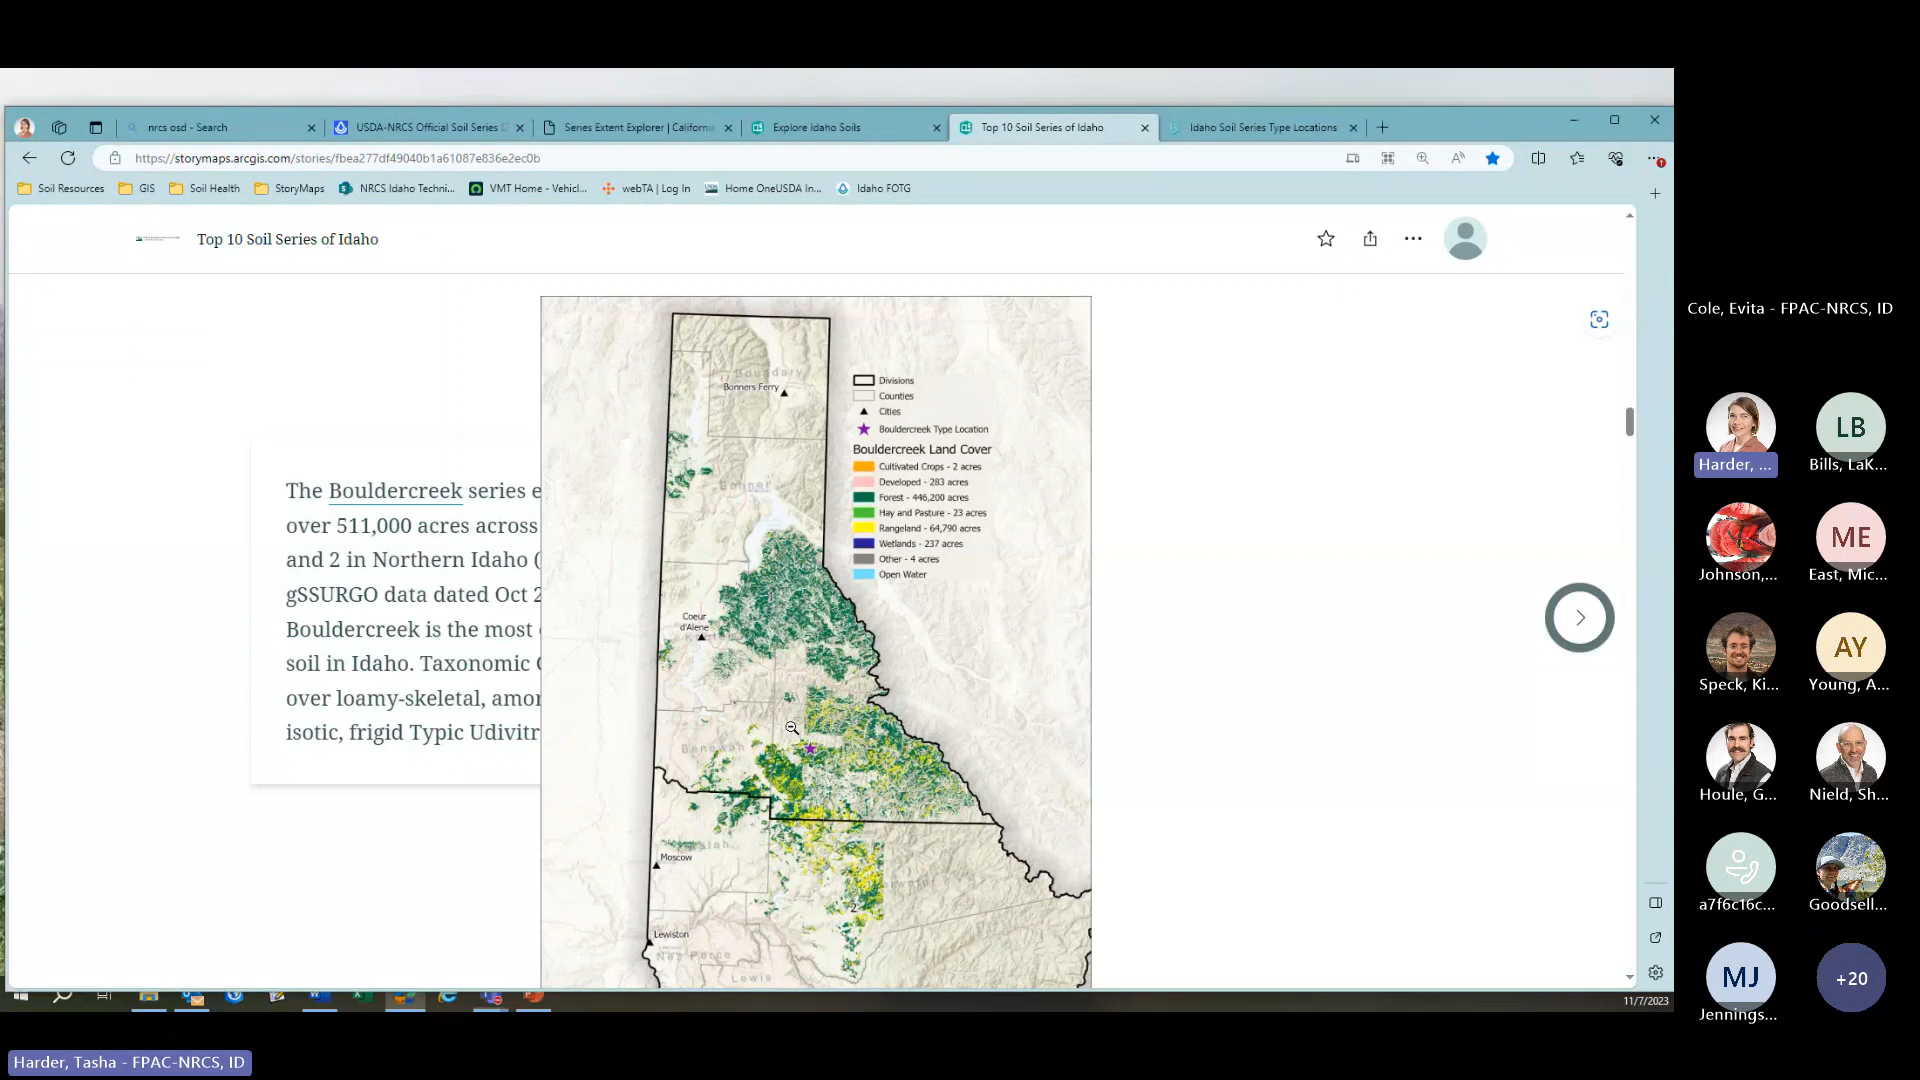 nrcs osd - Search
USDA-NRCS Official Soil Series
Series Extent Explorer | California
Explore Idaho Soils
Top 10 Soil Series of Idaho
Idaho Soil Series Type Locations
https://storymaps.arcgis.com/stories/fbea277df49040b1a61087e836e2ec0b
Soil Resources
GIS
Soil Health
StoryMaps
NRCS Idaho Techni...
VMT Home - Vehicl...
webTA | Log In
Home OneUSDA In...
Idaho FOTG
Top 10 Soil Series of Idaho
The Bouldercreek series e
over 511,000 acres across
and 2 in Northern Idaho (
gSSURGO data dated Oct 2
Bouldercreek is the most
soil in Idaho. Taxonomic
over loamy-skeletal, amor
isotic, frigid Typic Udivitr
Boundary
Bonners Ferry
Bonner
Coeur
d'Alene
Benewah
Moscow
2
Lewiston
Nez Perce
Lewis
Divisions
Counties
Cities
Bouldercreek Type Location
Bouldercreek Land Cover
Cultivated Crops - 2 acres
Developed - 283 acres
Forest - 446,200 acres
Hay and Pasture - 23 acres
Rangeland - 64,790 acres
Wetlands - 237 acres
Other - 4 acres
Open Water
11/7/2023
Cole, Evita - FPAC-NRCS, ID
Harder, ...
LB
Bills, LaK...
Johnson,...
ME
East, Mic...
Speck, Ki...
AY
Young, A...
Houle, G...
Nield, Sh...
a7f6c16c...
Goodsell...
MJ
Jennings...
+20
Harder, Tasha - FPAC-NRCS, ID